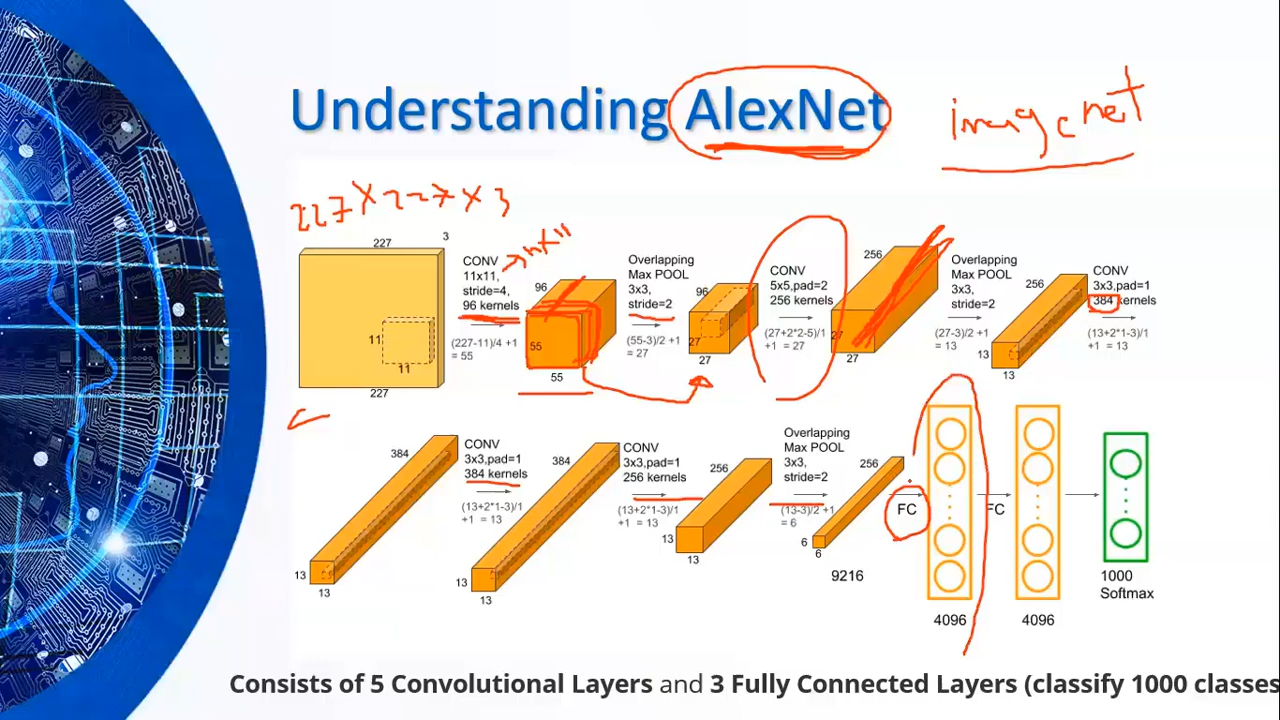 Understanding AlexNet
imagenet
227 X 227 X 3
227
3
11
11
227
CONV
11x11,
stride=4,
96 kernels
(227-11)/4 +1
= 55
96
55
55
Overlapping
Max POOL
3x3,
stride=2
(55-3)/2 +1
= 27
96
27
27
CONV
5x5,pad=2
256 kernels
(27+2*2-5)/1
+1 = 27
256
27
27
Overlapping
Max POOL
3x3,
stride=2
(27-3)/2 +1
= 13
256
13
13
CONV
3x3,pad=1
384 kernels
(13+2*1-3)/1
+1 = 13
384
13
13
CONV
3x3,pad=1
384 kernels
(13+2*1-3)/1
+1 = 13
384
13
13
CONV
3x3,pad=1
256 kernels
(13+2*1-3)/1
+1 = 13
256
13
13
Overlapping
Max POOL
3x3,
stride=2
(13-3)/2 +1
= 6
256
6
6
9216
FC
4096
FC
4096
1000
Softmax
Consists of 5 Convolutional Layers and 3 Fully Connected Layers (classify 1000 classes